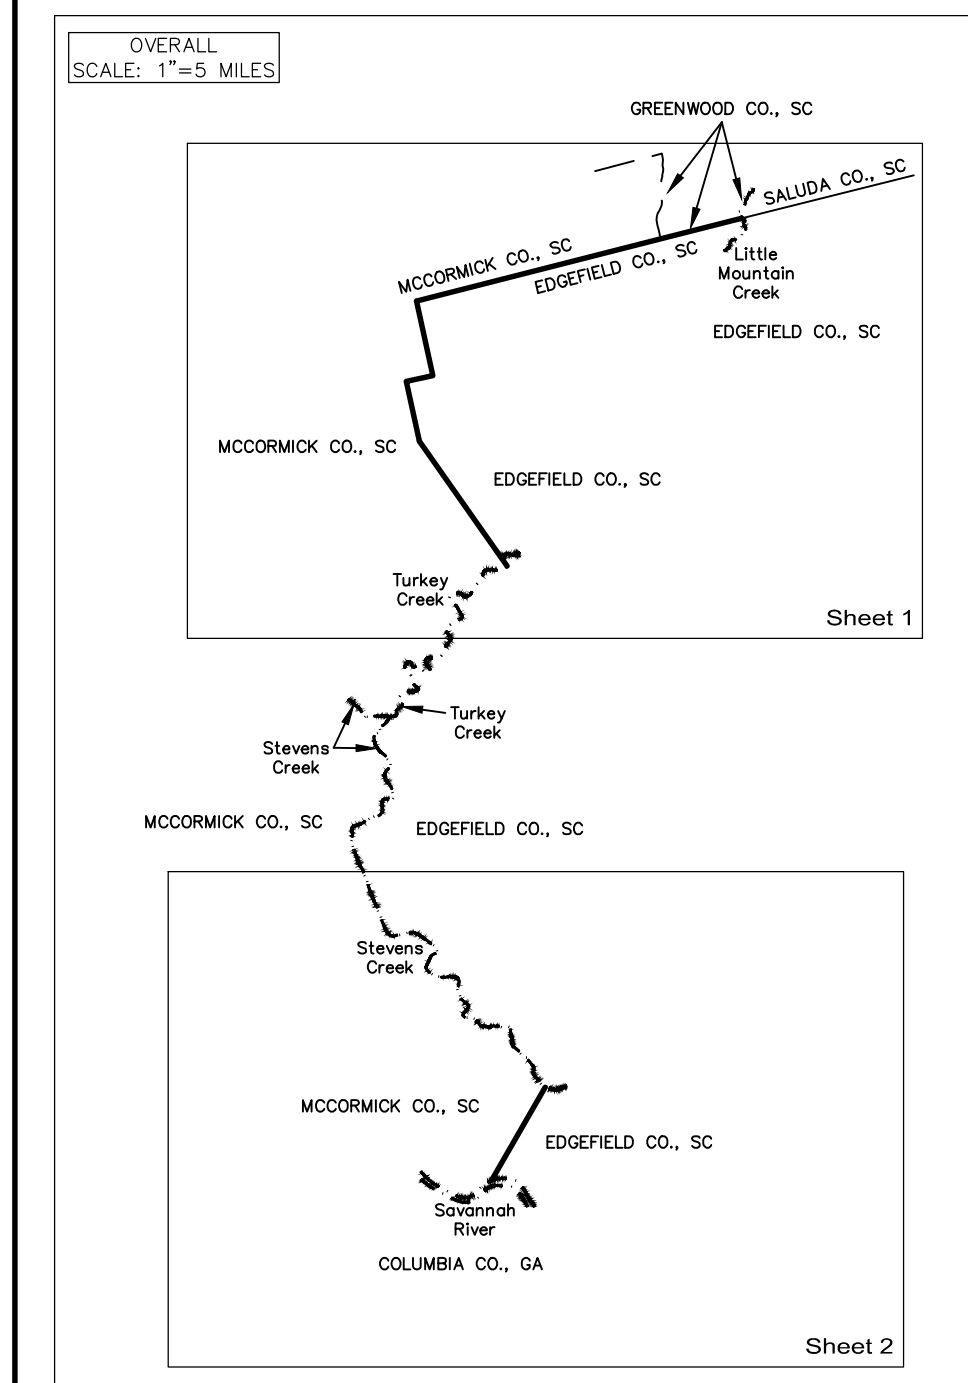 OVERALL
SCALE: 1"=5 MILES
GREENWOOD CO., SC
SALUDA CO., SC
MCCORMICK CO., SC
EDGEFIELD CO., SC
Little
Mountain
Creek
EDGEFIELD CO., SC
MCCORMICK CO., SC
EDGEFIELD CO., SC
Turkey
Creek
Sheet 1
Turkey
Creek
Stevens
Creek
MCCORMICK CO., SC
EDGEFIELD CO., SC
Stevens
Creek
MCCORMICK CO., SC
EDGEFIELD CO., SC
Savannah
River
COLUMBIA CO., GA
Sheet 2